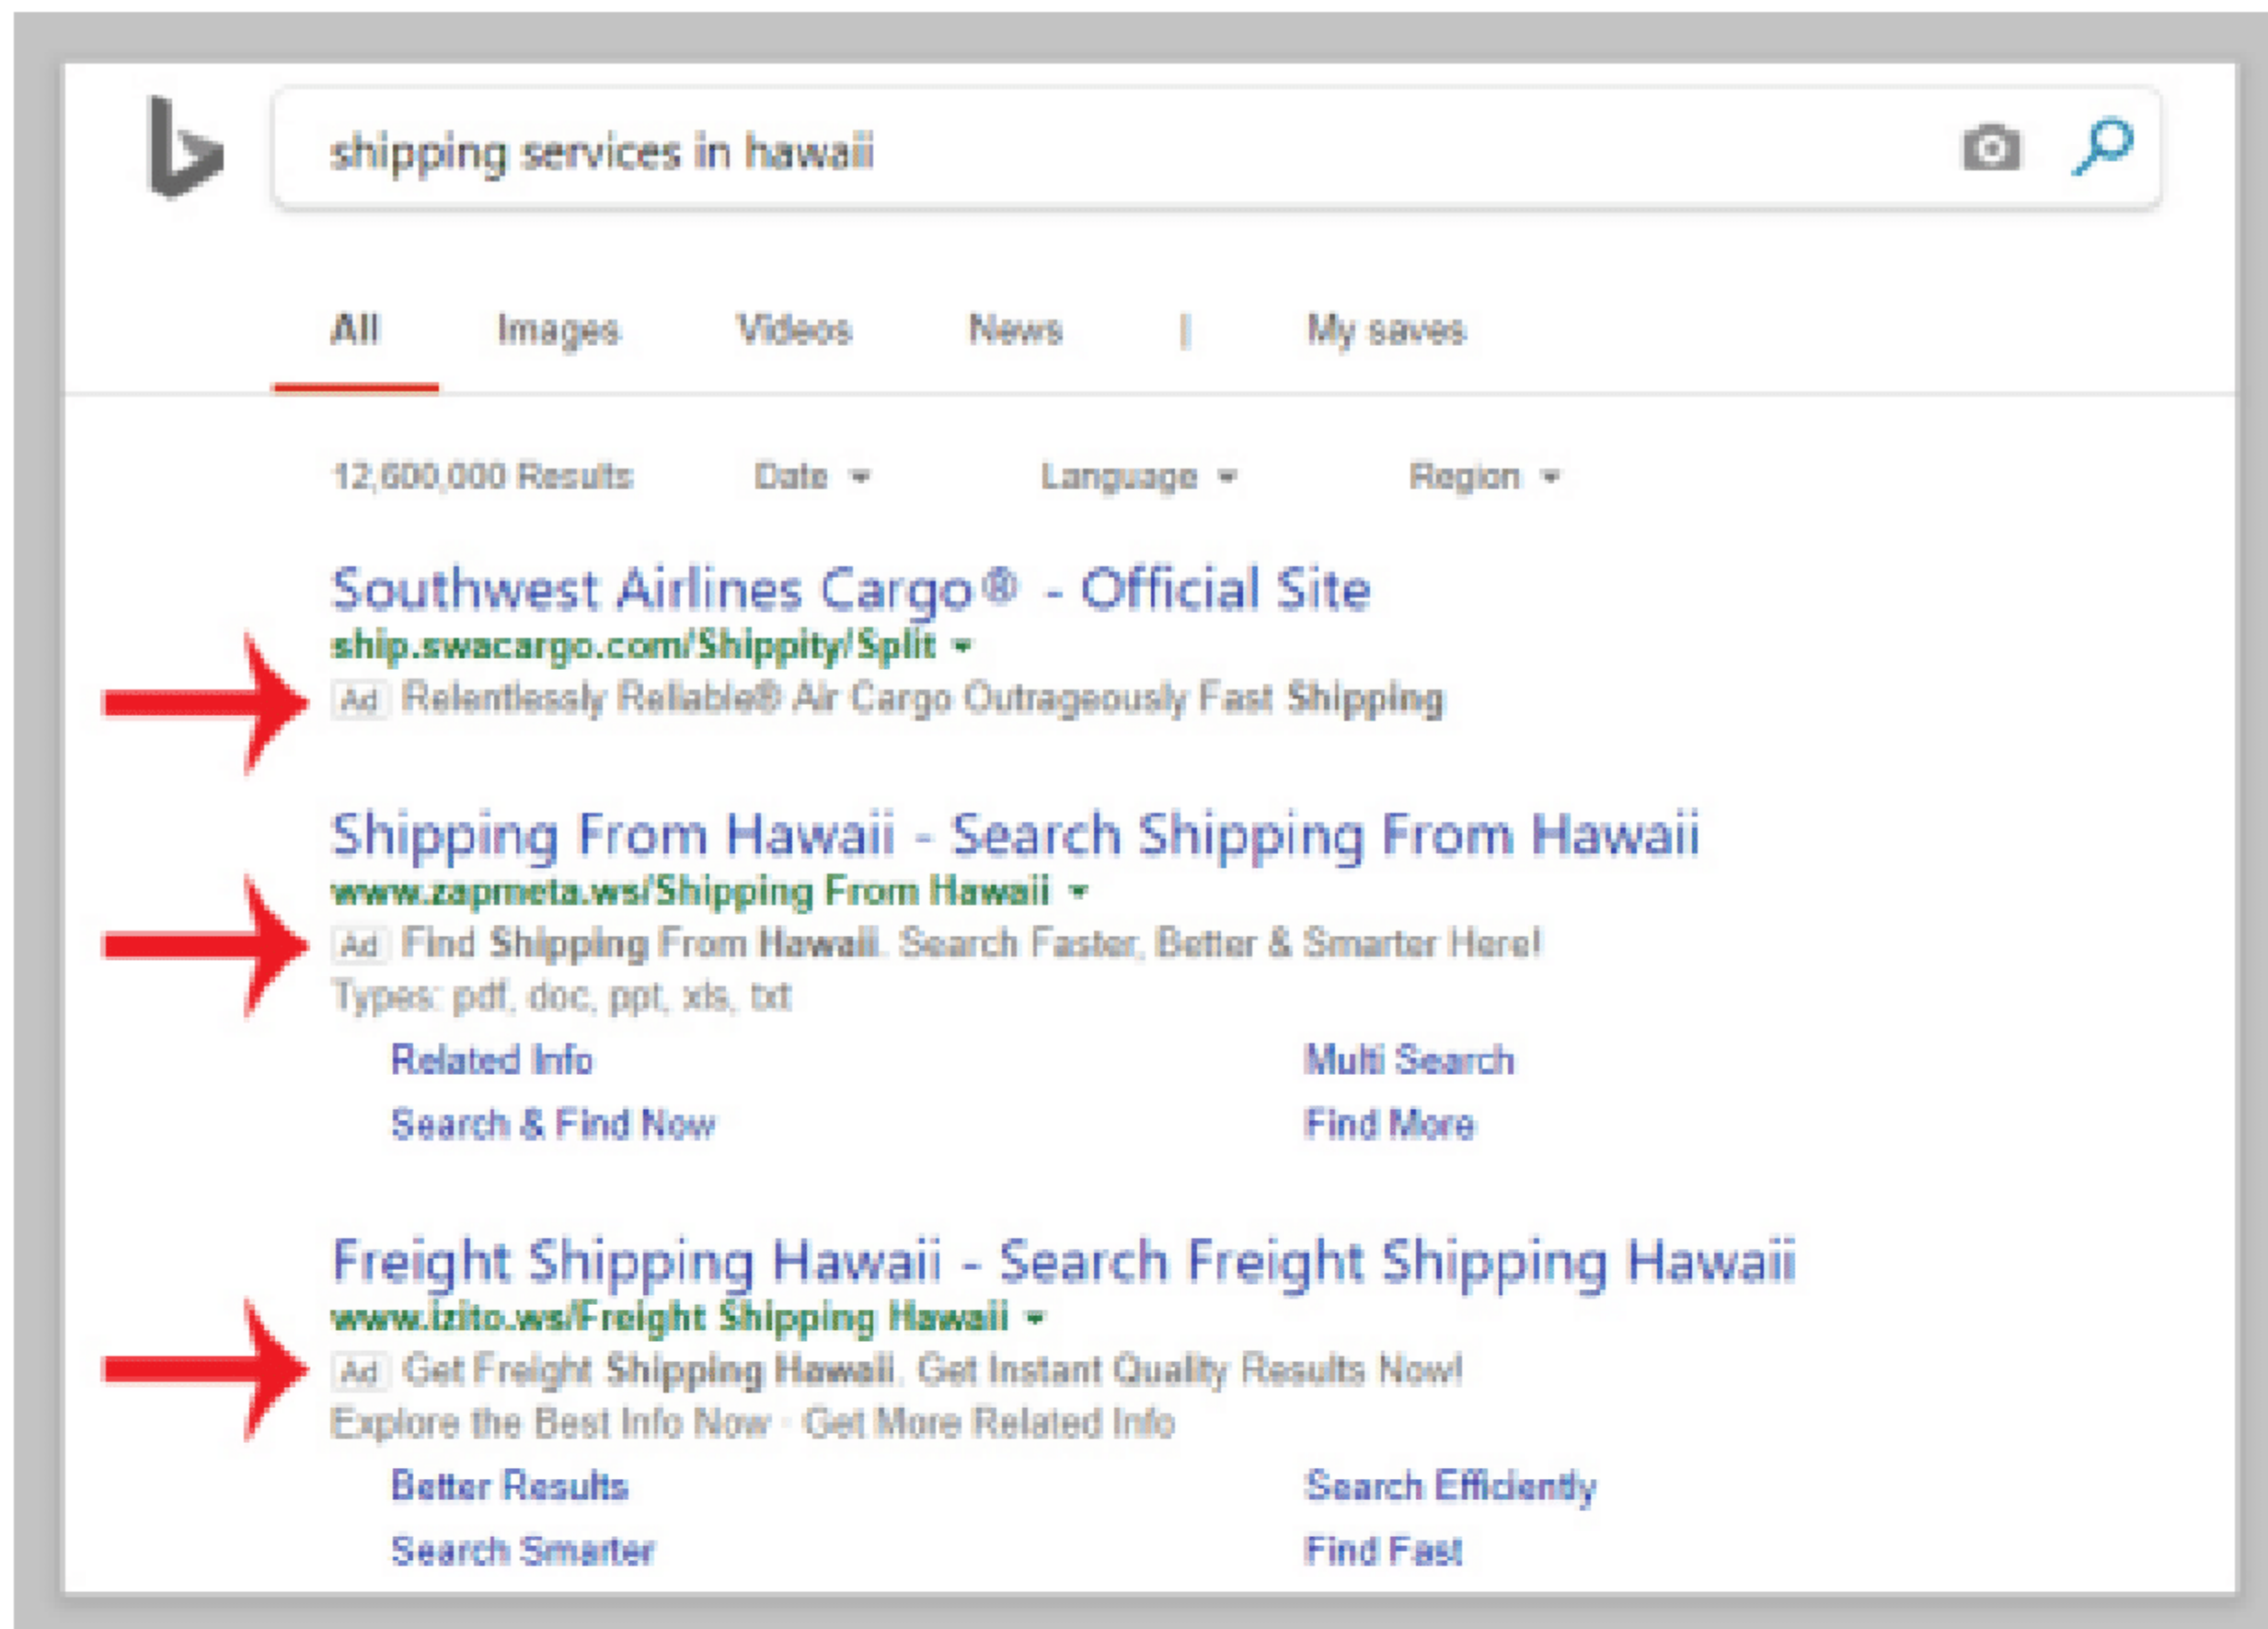 shipping services in hawaii
All Images Videos News | My saves
12,600,000 Results Date Language Region
Southwest Airlines Cargo® - Official Site
ship.swacargo.com/Shippity/Split
Ad Relentlessly Reliable® Air Cargo Outrageously Fast Shipping
Shipping From Hawaii - Search Shipping From Hawaii
www.zapmeta.ws/Shipping From Hawaii
Ad Find Shipping From Hawaii. Search Faster, Better & Smarter Here!
Types: pdf, doc, ppt, xls, txt
Related Info Multi Search
Search & Find Now Find More
Freight Shipping Hawaii - Search Freight Shipping Hawaii
www.izito.ws/Freight Shipping Hawaii
Ad Get Freight Shipping Hawaii. Get Instant Quality Results Now!
Explore the Best Info Now · Get More Related Info
Better Results Search Efficiently
Search Smarter Find Fast